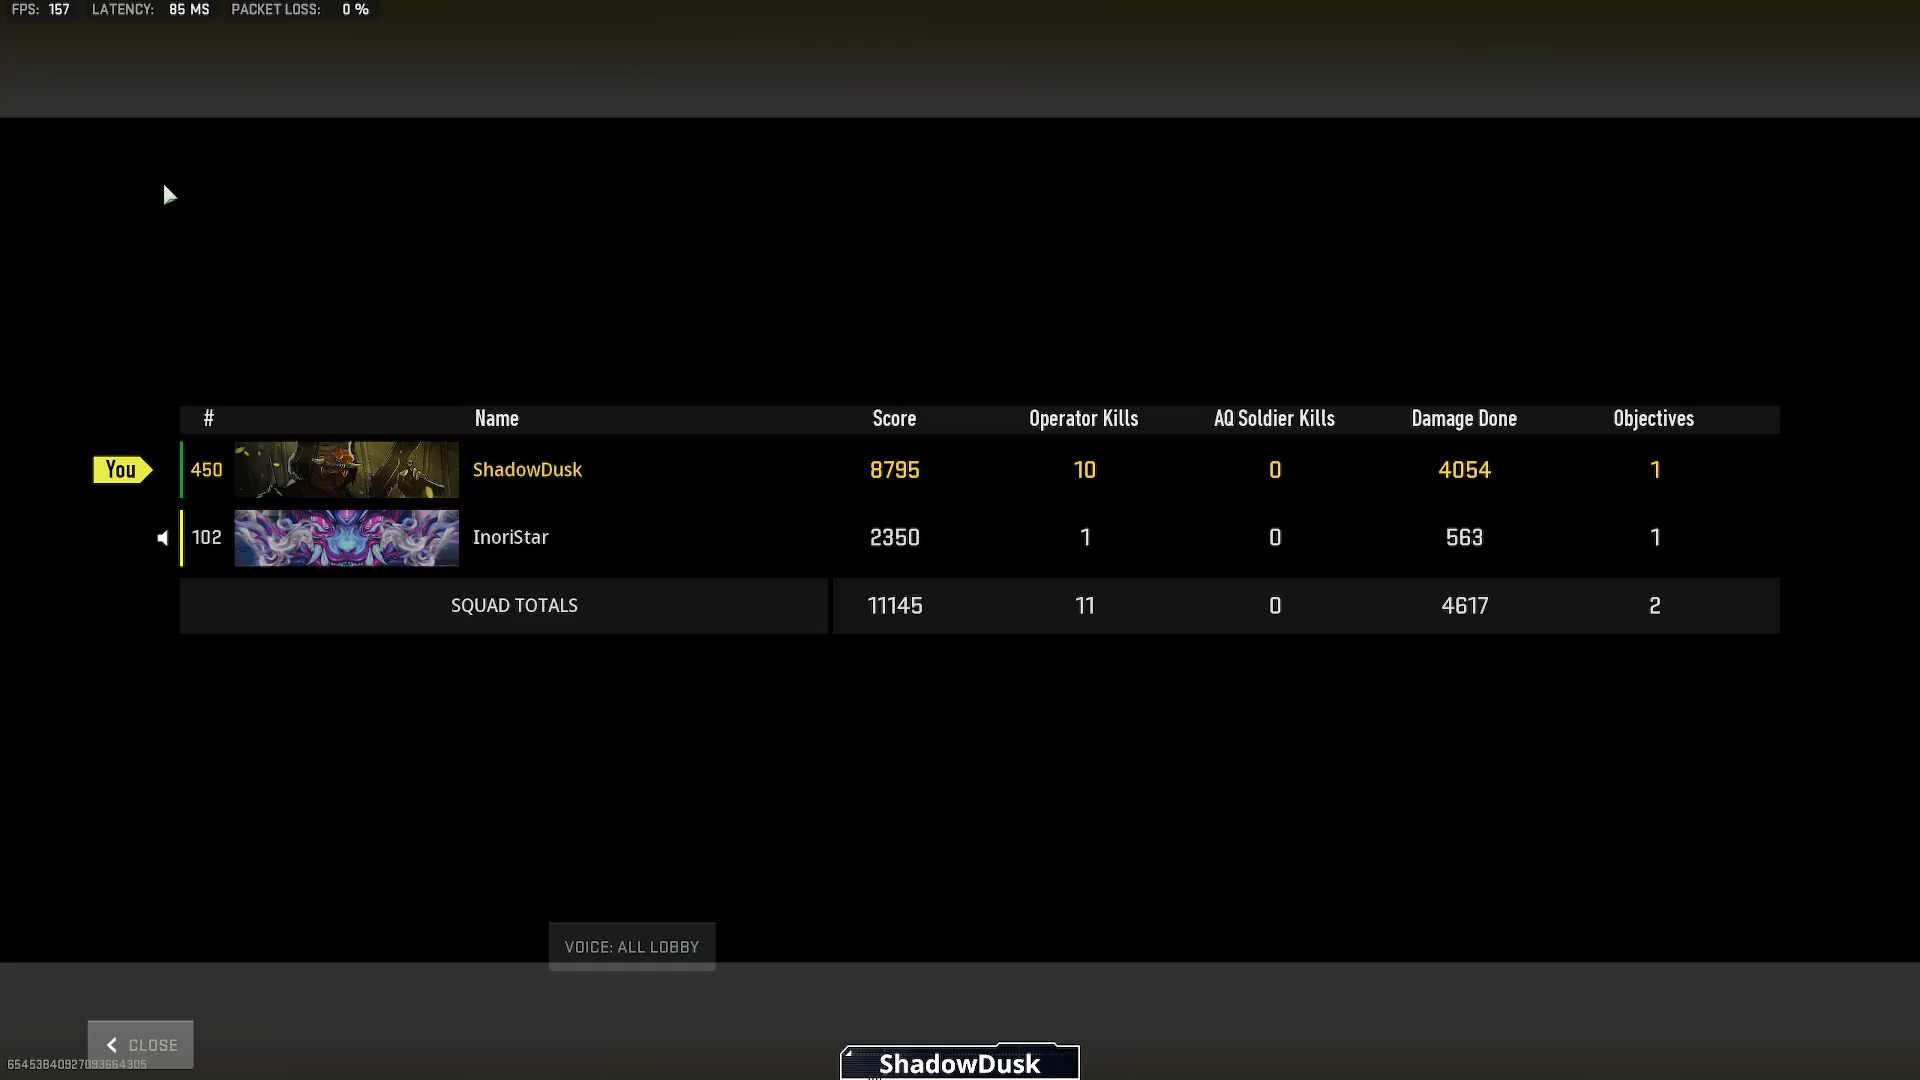 FPS: 157 LATENCY: 85 MS PACKET LOSS: 0 %
# Name Score Operator Kills AQ Soldier Kills Damage Done Objectives
You 450 ShadowDusk 8795 10 0 4054 1
102 InoriStar 2350 1 0 563 1
SQUAD TOTALS 11145 11 0 4617 2
VOICE: ALL LOBBY
CLOSE
65453840927093664305
ShadowDusk